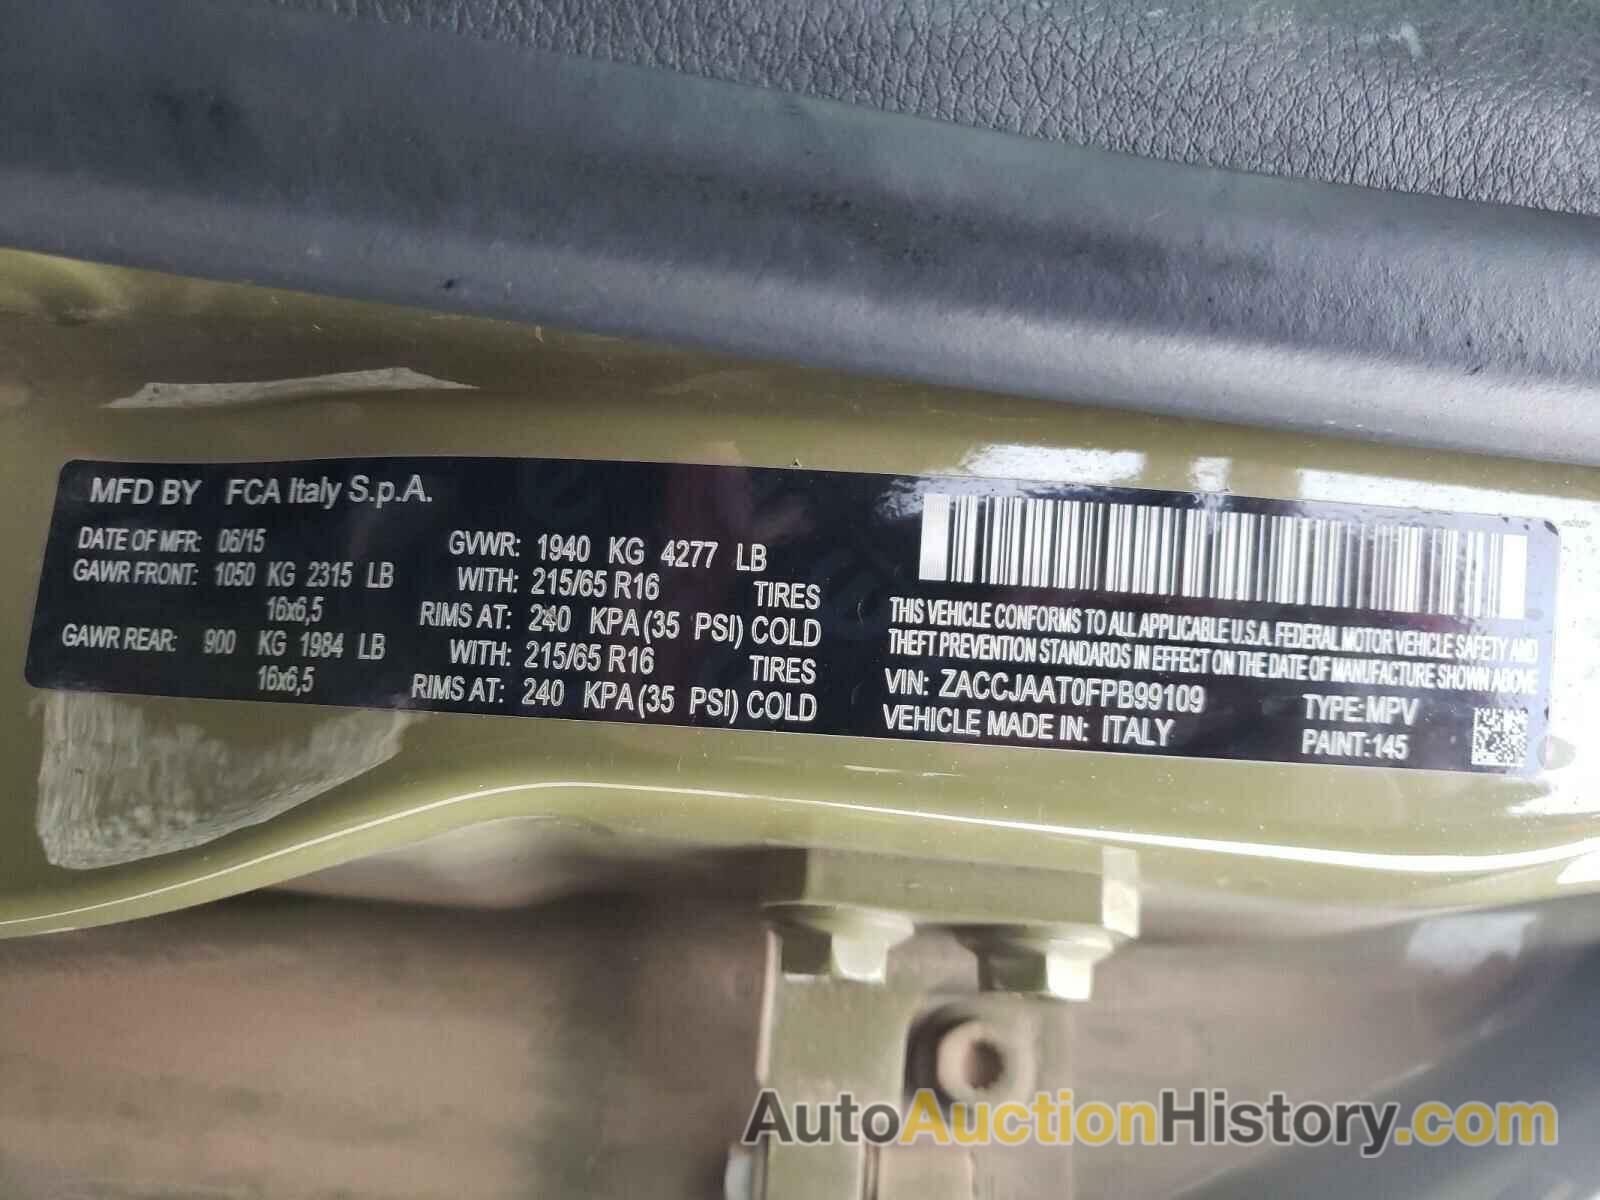 MFD BY FCA Italy S.p.A.
DATE OF MFR: 06/15
GAWR FRONT: 1050 KG 2315 LB
16x6,5
GAWR REAR: 900 KG 1984 LB
16x6,5
GVWR: 1940 KG 4277 LB
WITH: 215/65 R16 TIRES
RIMS AT: 240 KPA (35 PSI) COLD
WITH: 215/65 R16 TIRES
RIMS AT: 240 KPA (35 PSI) COLD
THIS VEHICLE CONFORMS TO ALL APPLICABLE U.S.A. FEDERAL MOTOR VEHICLE SAFETY AND
THEFT PREVENTION STANDARDS IN EFFECT ON THE DATE OF MANUFACTURE SHOWN ABOVE
VIN: ZACCJAAT0FPB99109 TYPE: MPV
VEHICLE MADE IN: ITALY PAINT: 145
AutoAuctionHistory.com